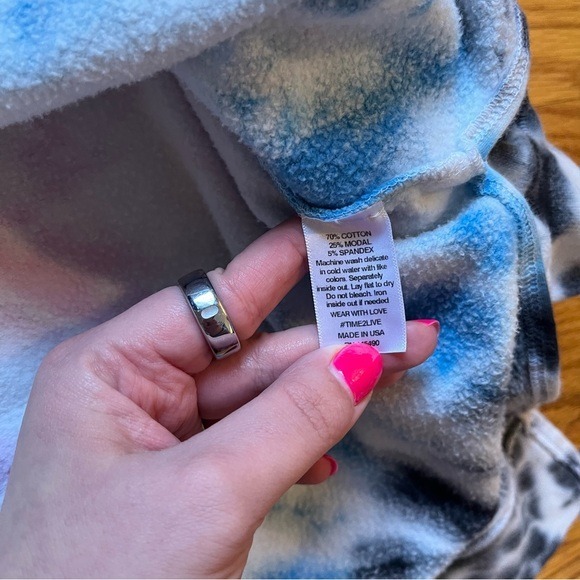 70% COTTON
25% MODAL
5% SPANDEX
Machine wash delicate
in cold water with like
colors. Separately
inside out. Lay flat to dry
Do not bleach. Iron
inside out if needed
WEAR WITH LOVE
#TIME2LIVE
MADE IN USA